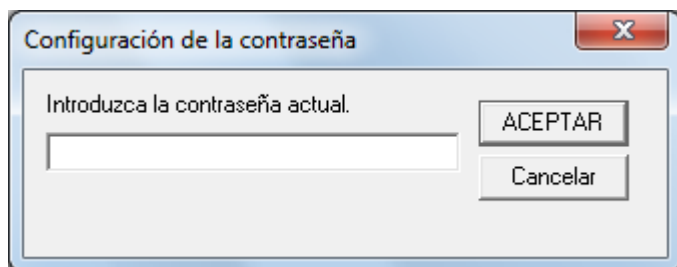 Configuración de la contraseña
Introduzca la contraseña actual.
ACEPTAR
Cancelar